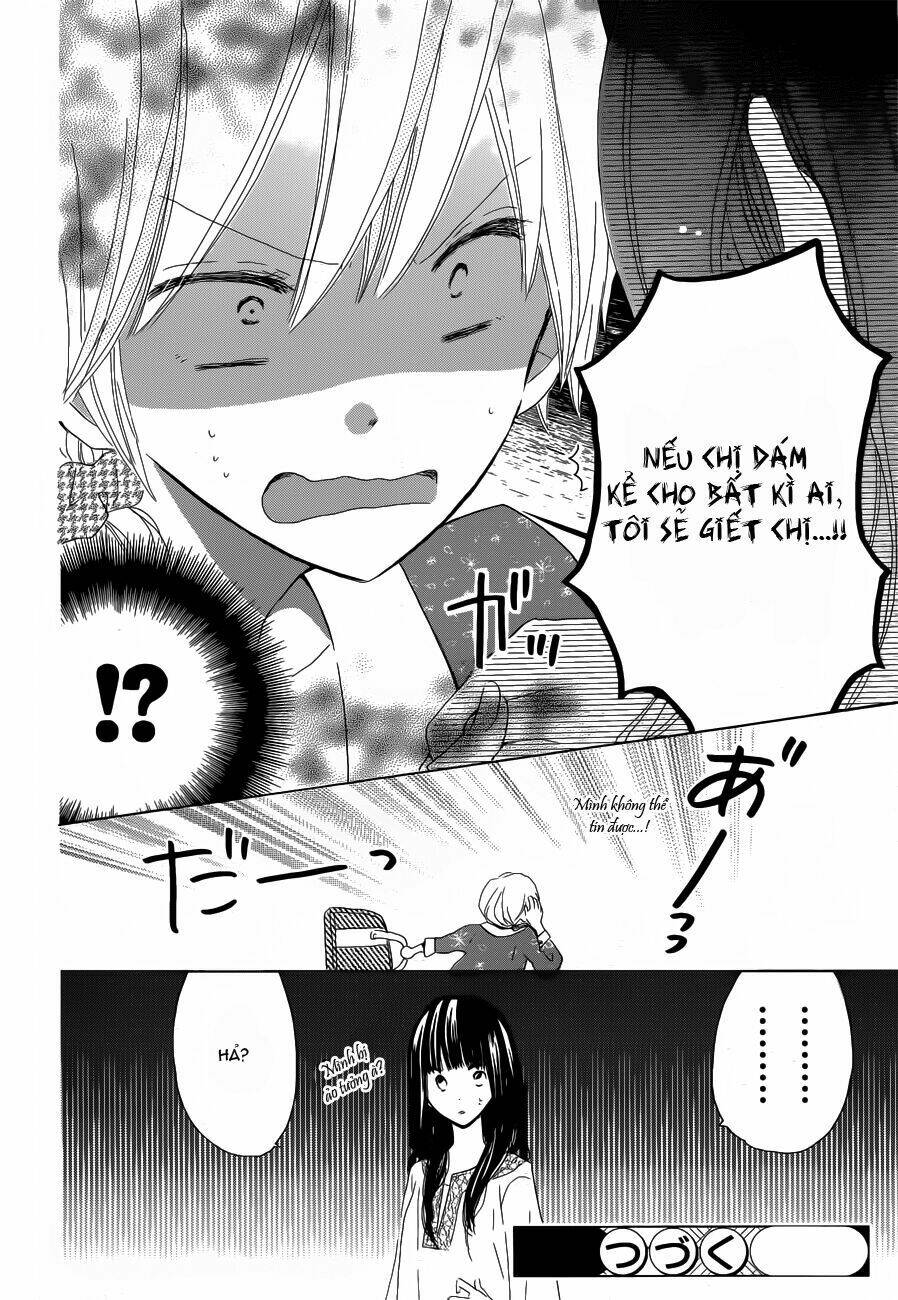 NẾU CHỊ DÁM
KỂ CHO BẤT KÌ AI,
TÔI SẼ GIẾT CHỊ...!!
ガッ
!?
あ"ーっ
Mình không thể
tin được...!
だーっ
..........
Mình bị
ảo tưởng à?
HẢ?
つづく